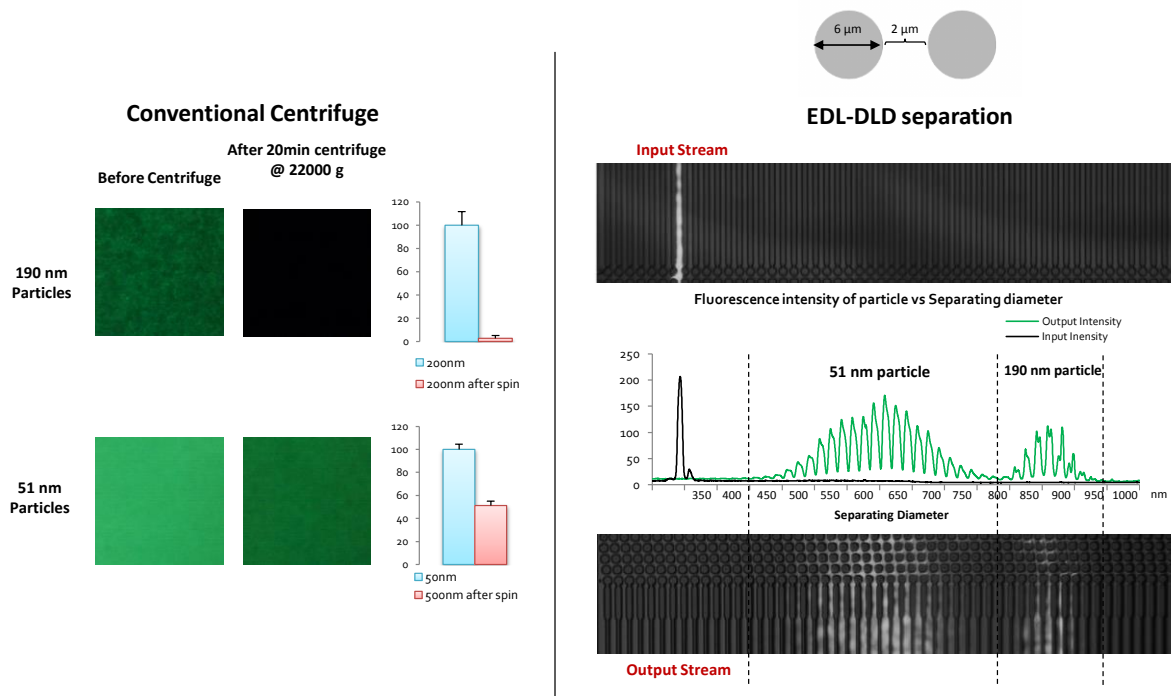 Conventional Centrifuge
Before Centrifuge
After 20min centrifuge
@ 22000 g
190 nm
Particles
120
100
80
60
40
20
0
200nm
200nm after spin
51 nm
Particles
120
100
80
60
40
20
0
50nm
500nm after spin
6 µm
2 µm
EDL-DLD separation
Input Stream
Fluorescence intensity of particle vs Separating diameter
Output Intensity
Input Inensity
250
200
150
100
50
0
51 nm particle
190 nm particle
350 400 450 500 550 600 650 700 750 800 850 900 950 1000 nm
Separating Diameter
Output Stream